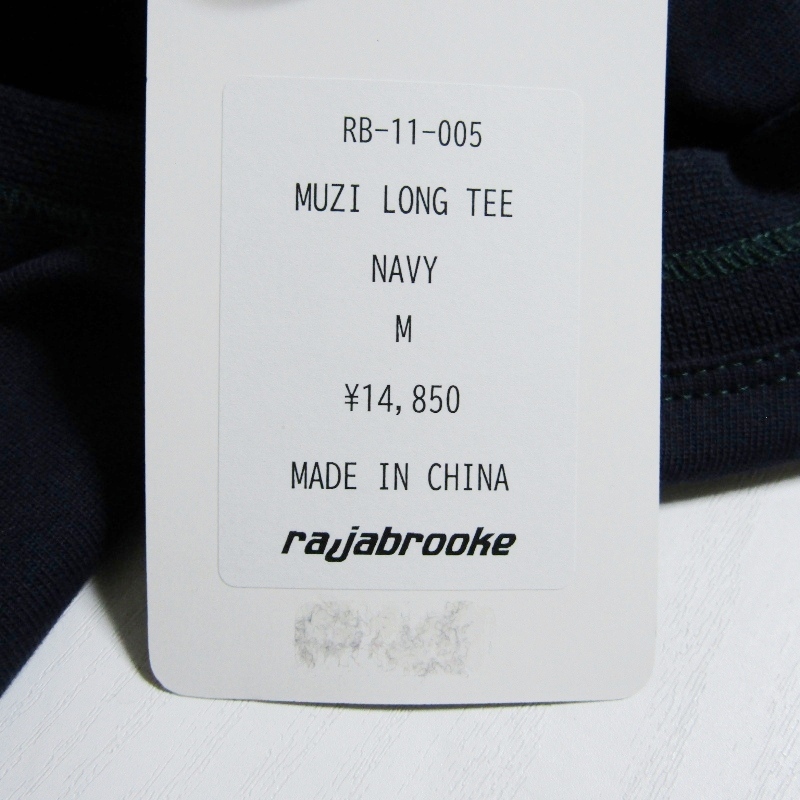 RB-11-005
MUZI LONG TEE
NAVY
M
¥14,850
MADE IN CHINA
rajabrooke